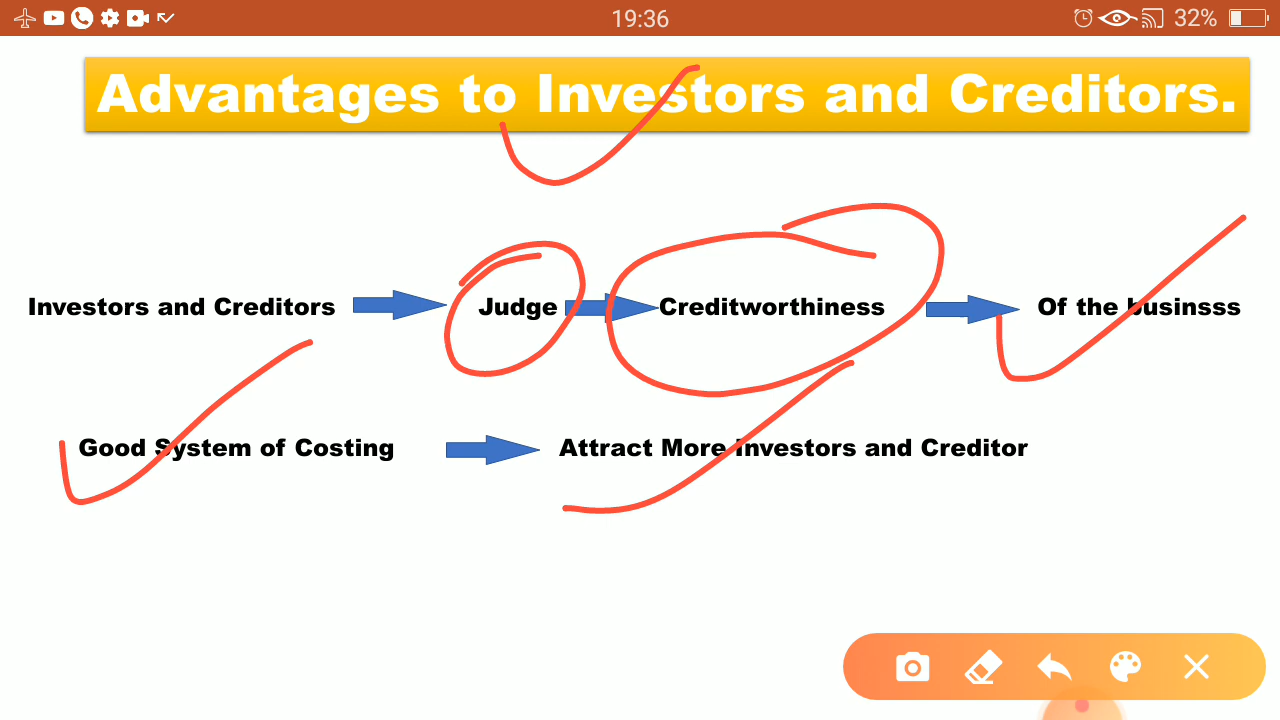 19:36
32%
Advantages to Investors and Creditors.
Investors and Creditors Judge Creditworthiness Of the businsss
Good System of Costing Attract More Investors and Creditor